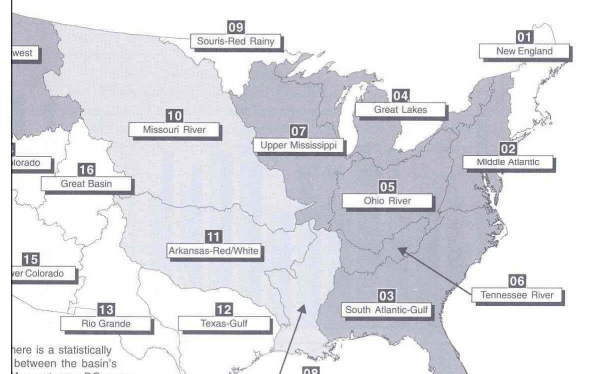 09
Souris-Red Rainy
01
New England
west
04
Great Lakes
10
Missouri River
07
Upper Mississippi
02
Middle Atlantic
lorado
16
Great Basin
05
Ohio River
11
Arkansas-Red/White
15
ver Colorado
06
Tennessee River
13
Rio Grande
12
Texas-Gulf
03
South Atlantic-Gulf
here is a statistically
between the basin's
08